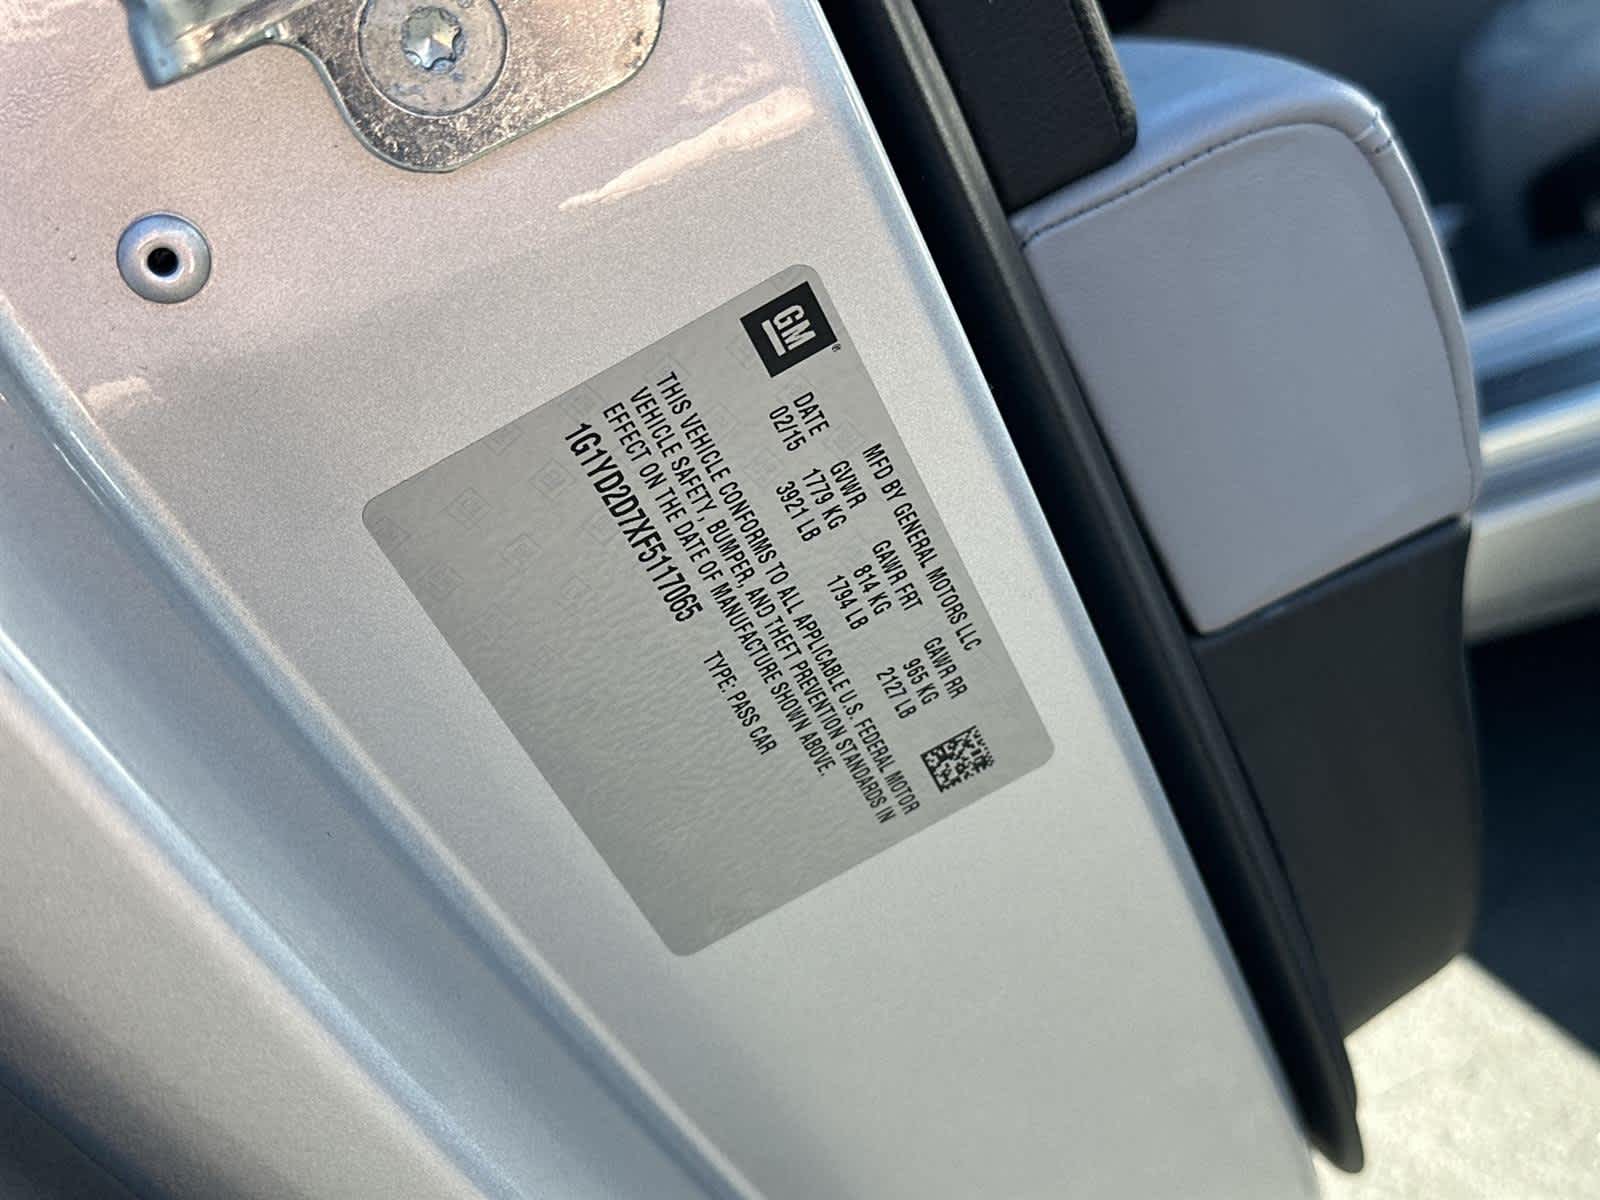 GM®
MFD BY GENERAL MOTORS LLC
DATE GVWR GAWR FRT GAWR RR
02/15 1779 KG 814 KG 965 KG
3921 LB 1794 LB 2127 LB
THIS VEHICLE CONFORMS TO ALL APPLICABLE U.S. FEDERAL MOTOR
VEHICLE SAFETY, BUMPER, AND THEFT PREVENTION STANDARDS IN
EFFECT ON THE DATE OF MANUFACTURE SHOWN ABOVE.
1G1YD2D7XF5117065 TYPE: PASS CAR